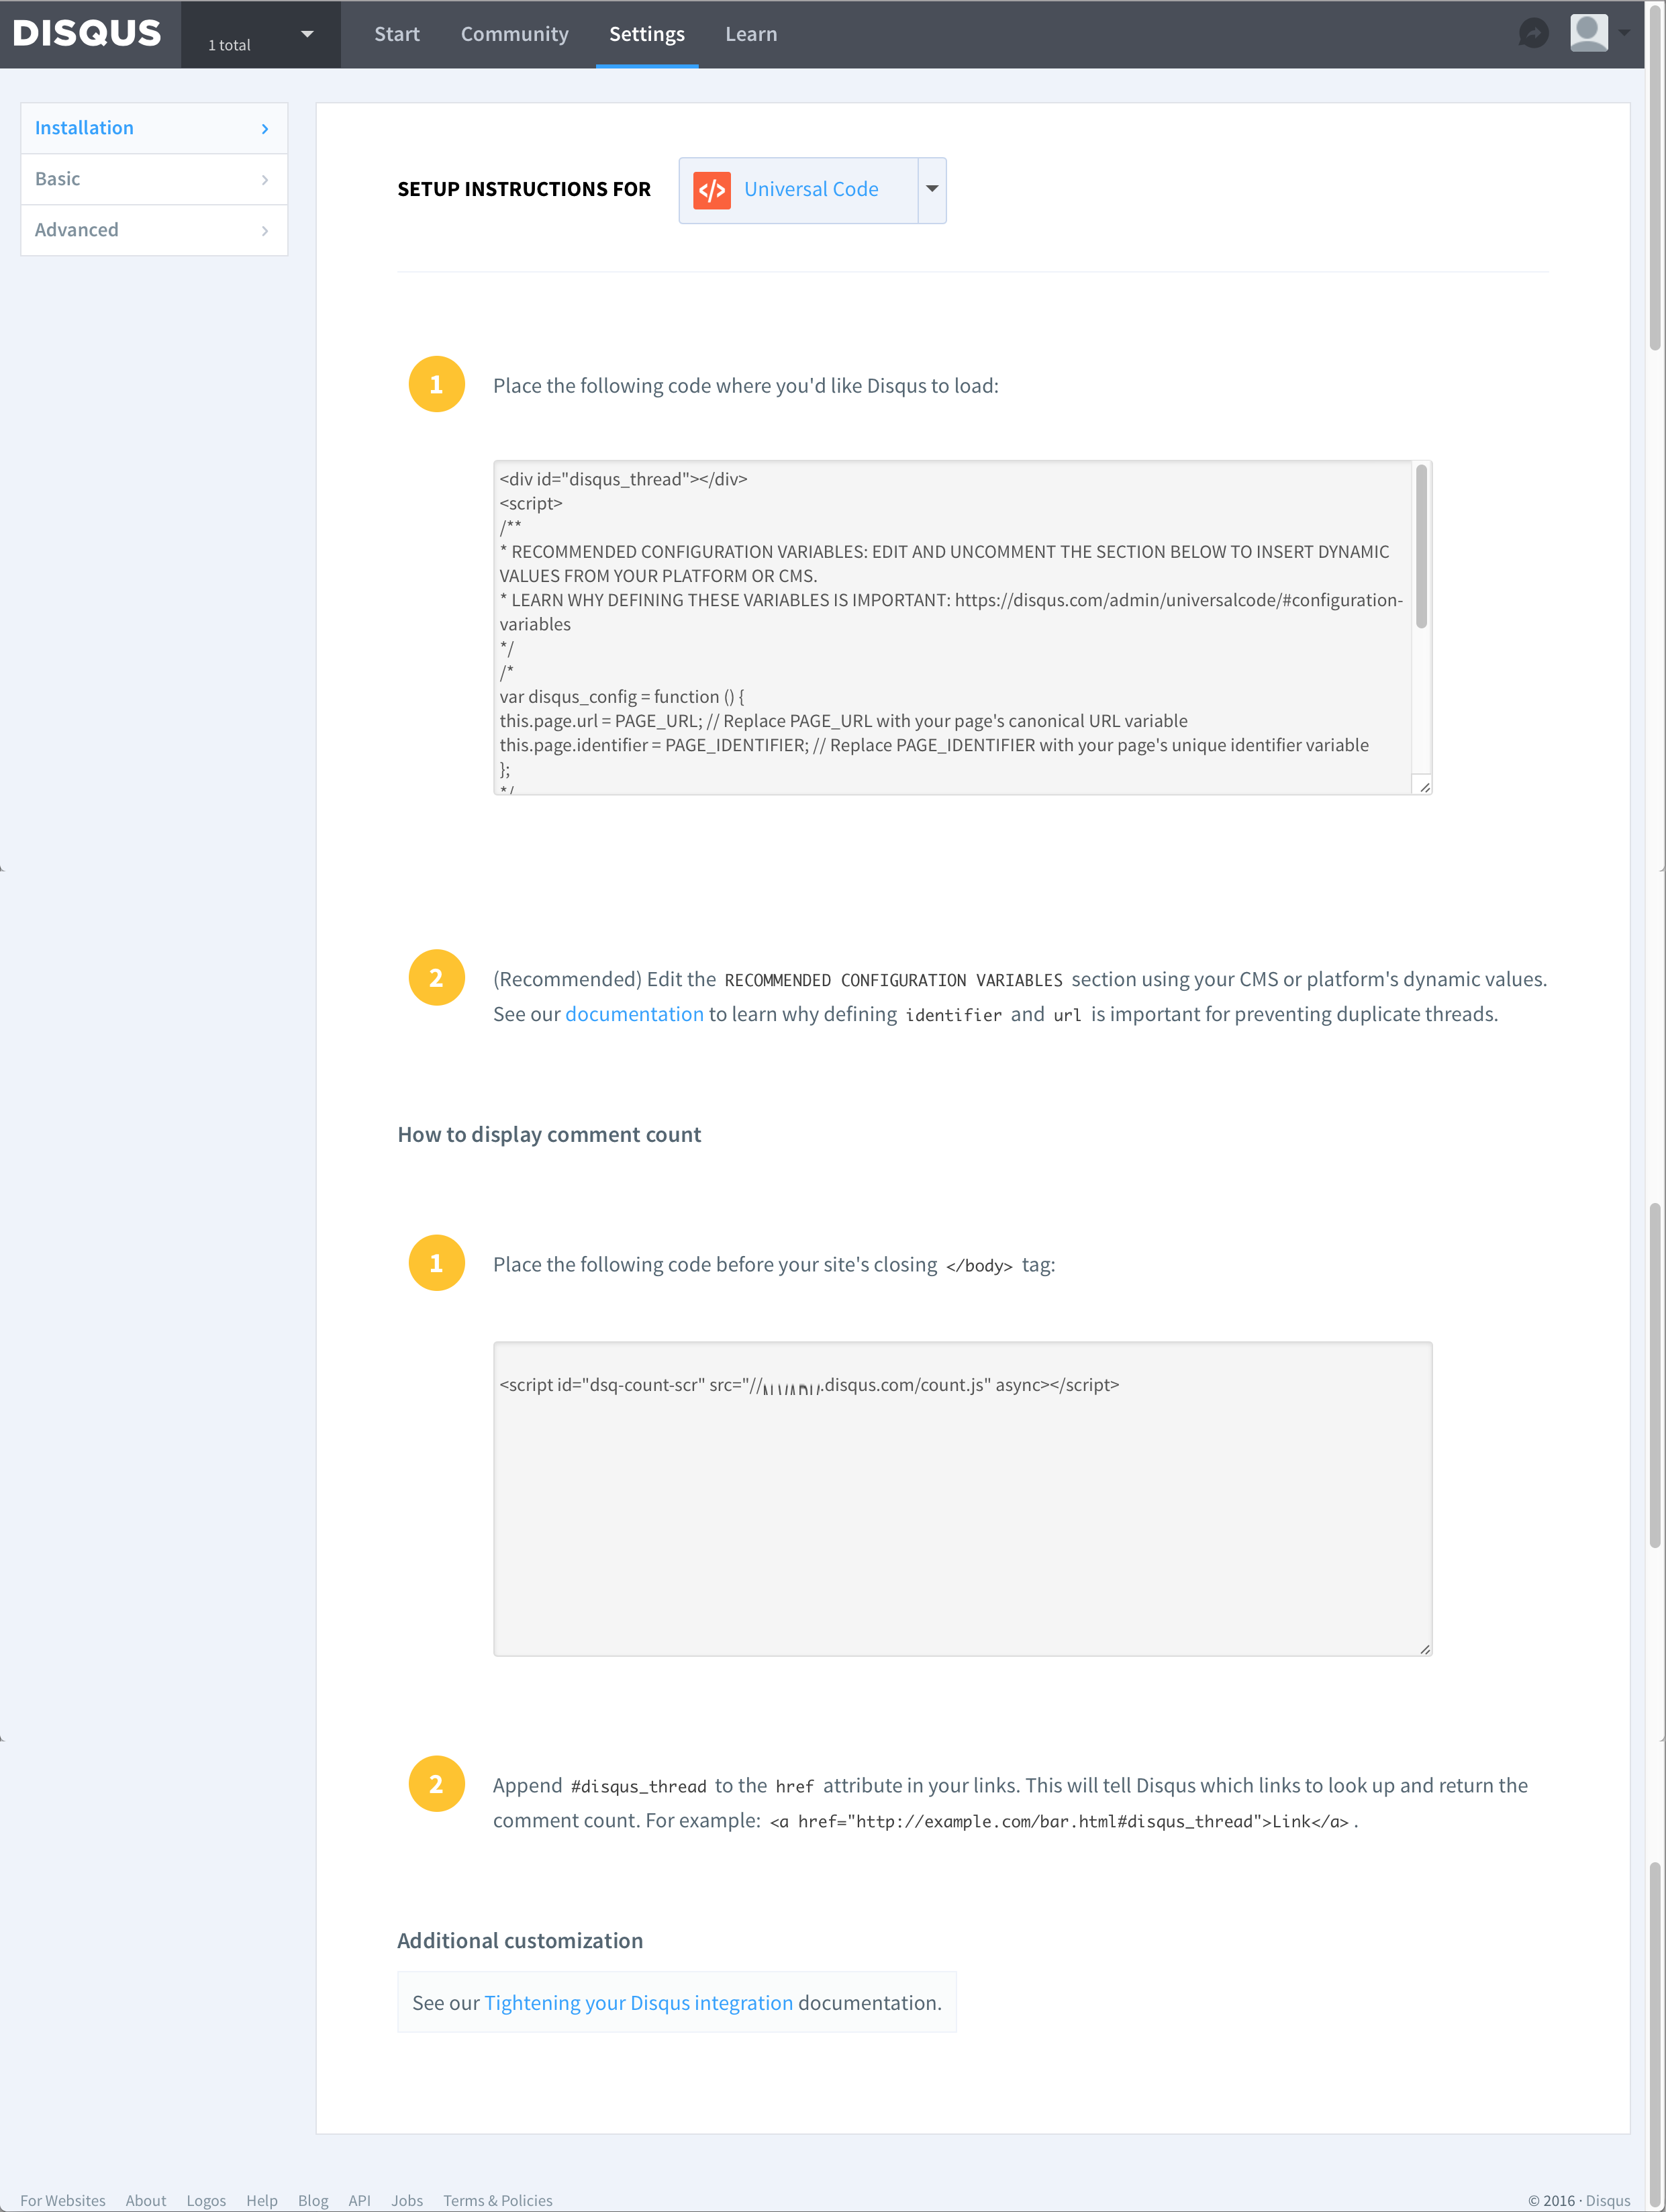 DISQUS
1 total
Start Community Settings Learn
Installation
Basic
Advanced
SETUP INSTRUCTIONS FOR </> Universal Code
1 Place the following code where you'd like Disqus to load:
<div id="disqus_thread"></div>
<script>
/**
* RECOMMENDED CONFIGURATION VARIABLES: EDIT AND UNCOMMENT THE SECTION BELOW TO INSERT DYNAMIC
VALUES FROM YOUR PLATFORM OR CMS.
* LEARN WHY DEFINING THESE VARIABLES IS IMPORTANT: https://disqus.com/admin/universalcode/#configuration-
variables
*/
/*
var disqus_config = function () {
this.page.url = PAGE_URL; // Replace PAGE_URL with your page's canonical URL variable
this.page.identifier = PAGE_IDENTIFIER; // Replace PAGE_IDENTIFIER with your page's unique identifier variable
};
*/
2 (Recommended) Edit the RECOMMENDED CONFIGURATION VARIABLES section using your CMS or platform's dynamic values.
See our documentation to learn why defining identifier and url is important for preventing duplicate threads.
How to display comment count
1 Place the following code before your site's closing </body> tag:
<script id="dsq-count-scr" src="//.disqus.com/count.js" async></script>
2 Append #disqus_thread to the href attribute in your links. This will tell Disqus which links to look up and return the
comment count. For example: <a href="http://example.com/bar.html#disqus_thread">Link</a>.
Additional customization
See our Tightening your Disqus integration documentation.
For Websites About Logos Help Blog API Jobs Terms & Policies
© 2016 · Disqus